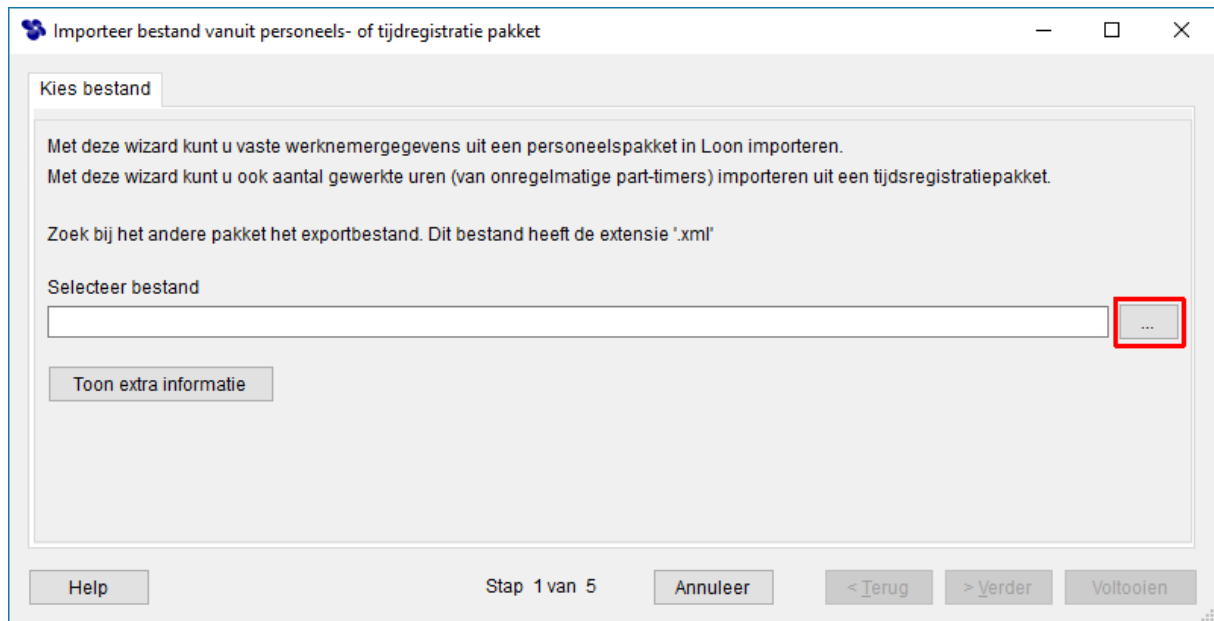 Importeer bestand vanuit personeels- of tijdregistratie pakket
Kies bestand
Met deze wizard kunt u vaste werknemergegevens uit een personeelspakket in Loon importeren.
Met deze wizard kunt u ook aantal gewerkte uren (van onregelmatige part-timers) importeren uit een tijdsregistratiepakket.
Zoek bij het andere pakket het exportbestand. Dit bestand heeft de extensie '.xml'
Selecteer bestand
...
Toon extra informatie
Help Stap 1 van 5 Annuleer < Terug > Verder Voltooien